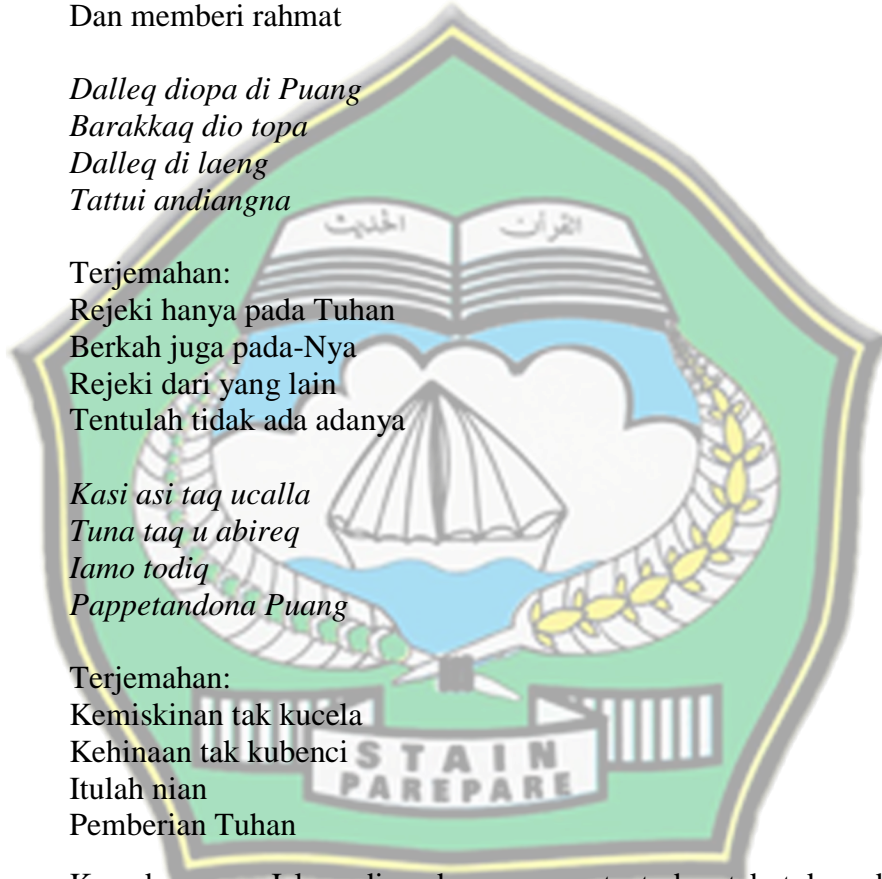 Dan memberi rahmat
Dalleq diopa di Puang
Barakkaq dio topa
Dalleq di laeng
Tattui andiangna
الحديث القرآن
Terjemahan:
Rejeki hanya pada Tuhan
Berkah juga pada-Nya
Rejeki dari yang lain
Tentulah tidak ada adanya
Kasi asi taq ucalla
Tuna taq u abireq
Iamo todiq
Pappetandona Puang
Terjemahan:
Kemiskinan tak kucela
Kehinaan tak kubenci
Itulah nian
Pemberian Tuhan
STAIN
PAREPARE